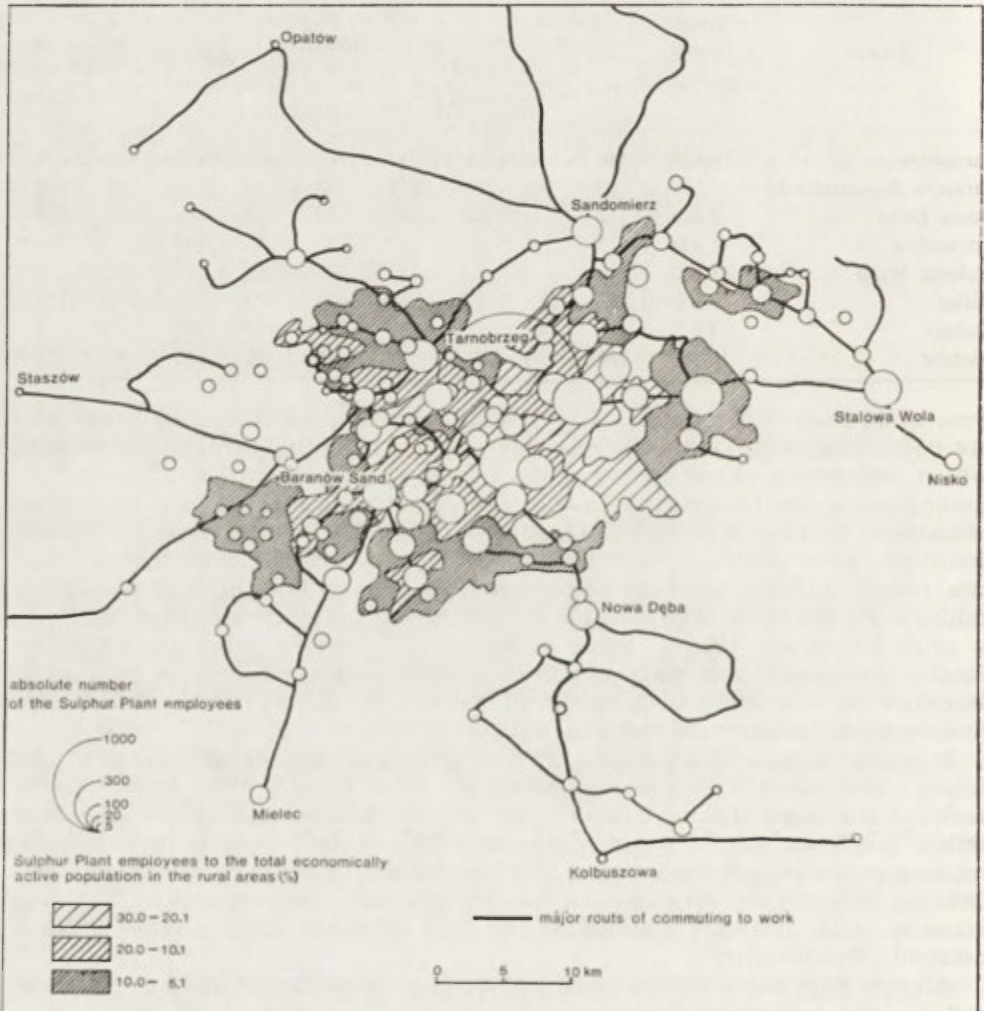 Opatów
Sandomierz
Tarnobrzeg
Staszów
Stalowa Wola
Nisko
Baranów Sand.
Nowa Dęba
absolute number
of the Sulphur Plant employees
1000
300
100
20
5
Mielec
Kolbuszowa
Sulphur Plant employees to the total economically
active population in the rural areas (%)
30.0 – 20.1
20.0 – 10.1
10.0 – 5.1
major routs of commuting to work
0 5 10 km